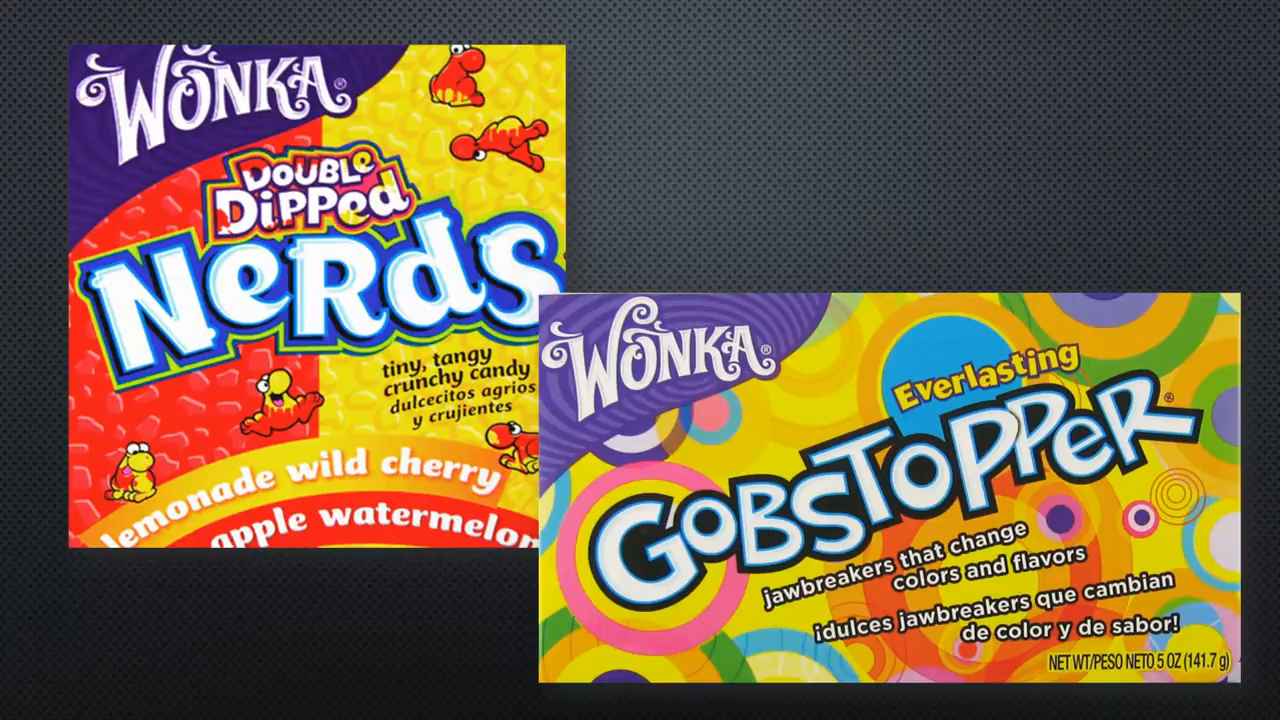 WONKA®
DOUBLe
DiPPed
NeRdS
tiny, tangy
crunchy candy
dulcecitos agrios
y crujientes
lemonade wild cherry
apple watermelon
WONKA®
Everlasting
GOBSTOPPeR®
jawbreakers that change
colors and flavors
¡dulces jawbreakers que cambian
de color y de sabor!
NET WT/PESO NETO 5 OZ (141.7 g)